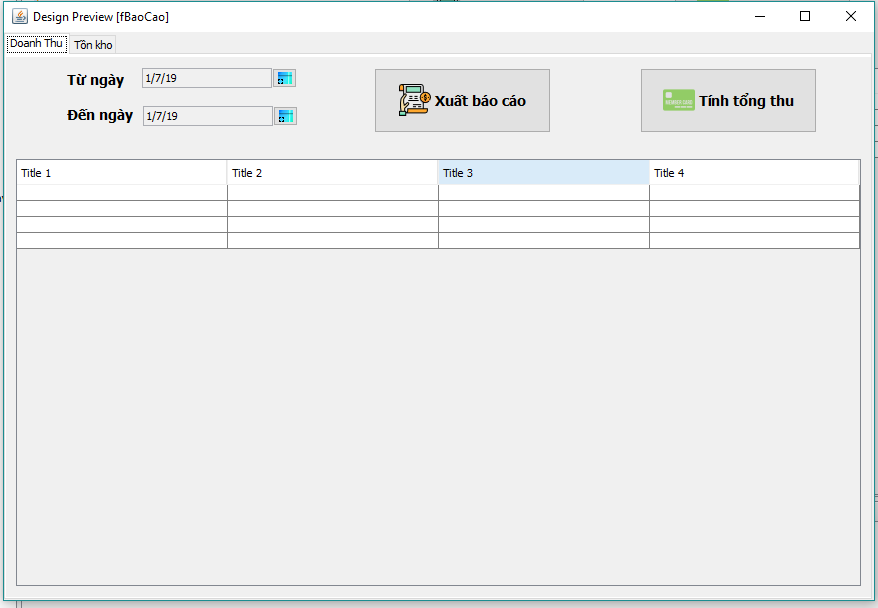 Design Preview [fBaoCao]
Doanh Thu Tồn kho
Từ ngày 1/7/19
Xuất báo cáo Tính tổng thu
Đến ngày 1/7/19
Title 1 Title 2 Title 3 Title 4